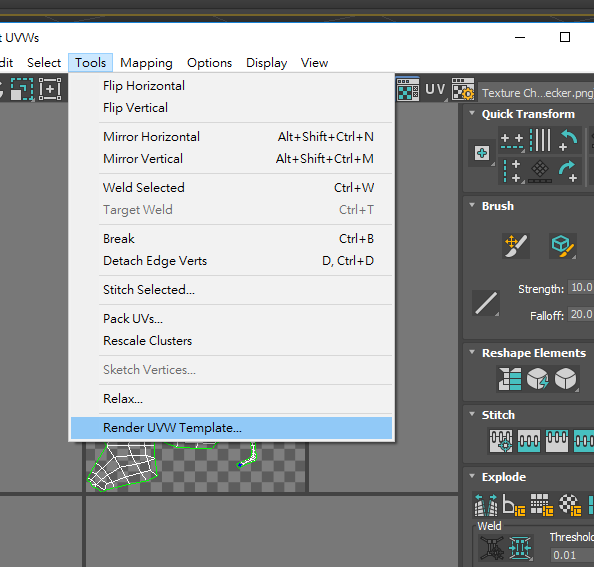 UVWs
Select Tools Mapping Options Display View
UV
Texture Ch...ecker.png
Flip Horizontal
Flip Vertical
Mirror Horizontal Alt+Shift+Ctrl+N
Mirror Vertical Alt+Shift+Ctrl+M
Weld Selected Ctrl+W
Target Weld Ctrl+T
Break Ctrl+B
Detach Edge Verts D, Ctrl+D
Stitch Selected...
Pack UVs...
Rescale Clusters
Sketch Vertices...
Relax...
Render UVW Template...
Quick Transform
Brush
Strength: 10.0
Falloff: 20.0
Reshape Elements
Stitch
Explode
Weld
Threshold
0.01